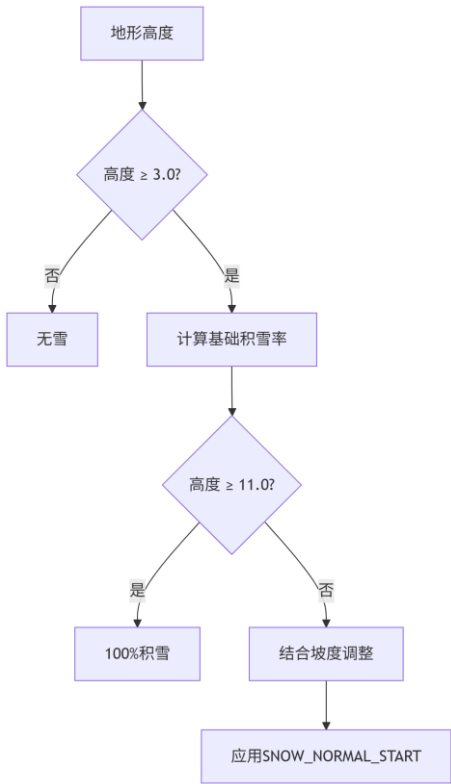 地形高度
高度 ≥ 3.0?
否
是
无雪
计算基础积雪率
高度 ≥ 11.0?
是
否
100%积雪
结合坡度调整
应用SNOW_NORMAL_START